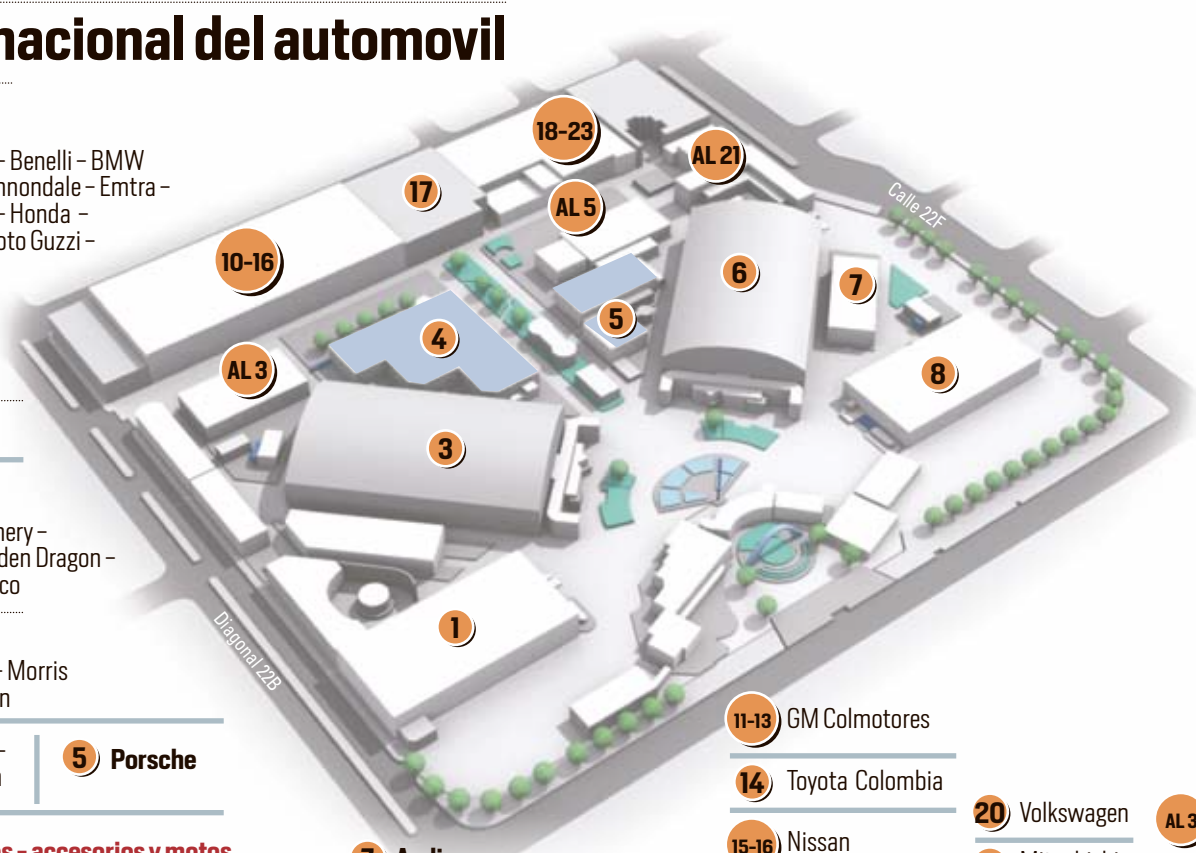 nacional del automovil
– Benelli – BMW
nnondale – Emtra –
– Honda –
oto Guzzi –
18-23
AL 21
17
AL 5
Calle 22F
10-16
6
7
5
4
AL 3
8
3
nery –
den Dragon –
co
1
Diagonal 22B
– Morris
n
–
5 Porsche
11-13 GM Colmotores
14 Toyota Colombia
15-16 Nissan
20 Volkswagen
AL 3
s - accesorios y motos